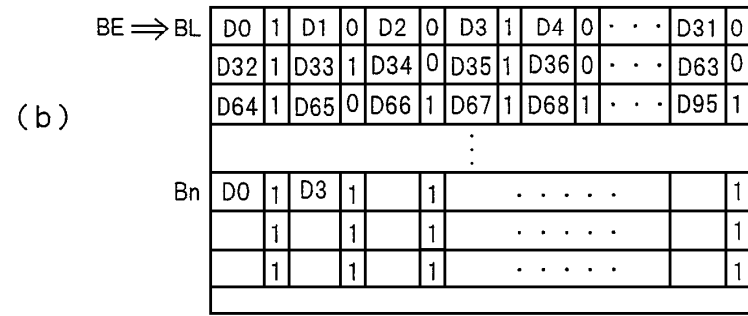 BE ⇒ BL D0 1 D1 0 D2 0 D3 1 D4 0 · · · D31 0
D32 1 D33 1 D34 0 D35 1 D36 0 · · · D63 0
(b) D64 1 D65 0 D66 1 D67 1 D68 1 · · · D95 1
⋮
Bn D0 1 D3 1 1 · · · · · 1
1 1 1 · · · · · 1
1 1 1 · · · · · 1